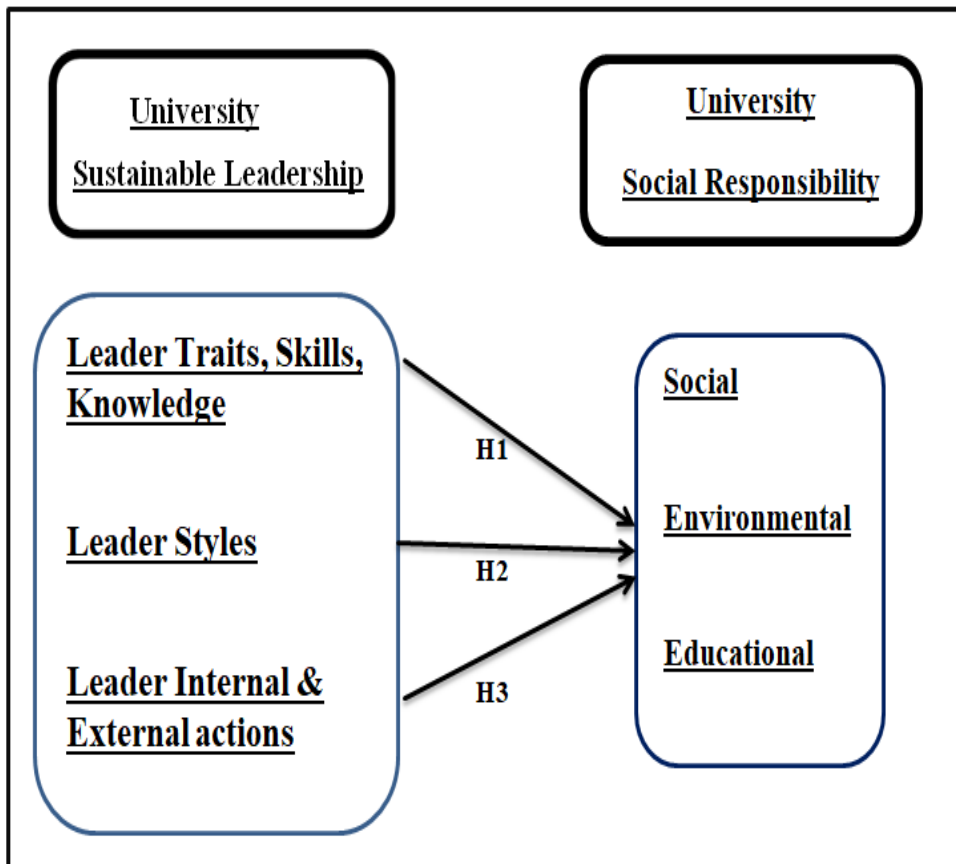 University
Sustainable Leadership
University
Social Responsibility
Leader Traits, Skills,
Knowledge
Leader Styles
Leader Internal &
External actions
H1
H2
H3
Social
Environmental
Educational